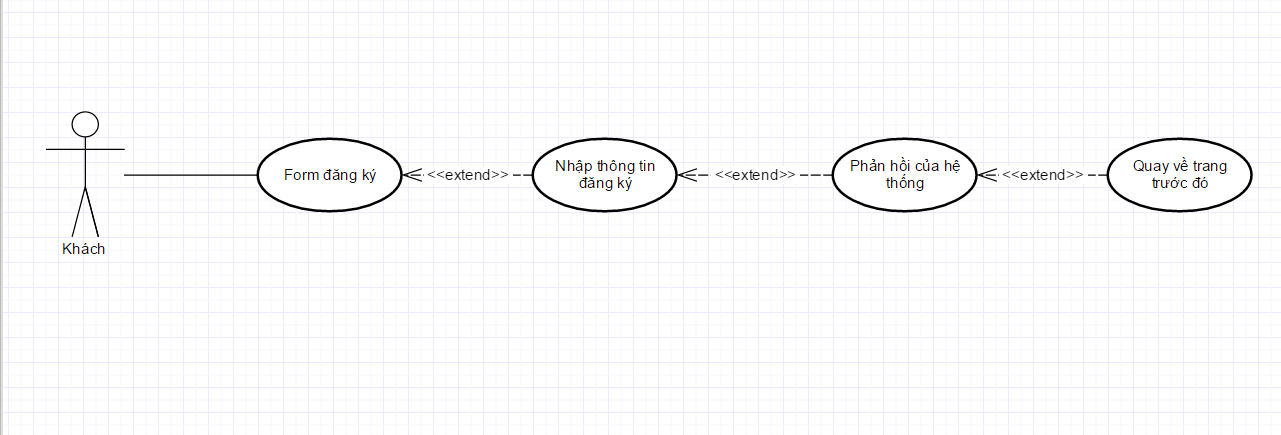 Form đăng ký
<<extend>>
Nhập thông tin
đăng ký
<<extend>>
Phản hồi của hệ
thống
<<extend>>
Quay về trang
trước đó
Khách